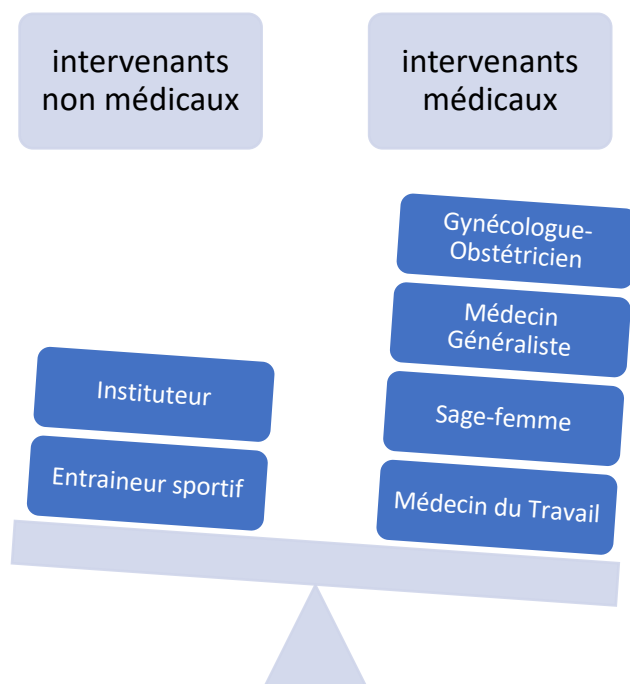 intervenants
non médicaux
intervenants
médicaux
Instituteur
Entraineur sportif
Gynécologue-
Obstétricien
Médecin
Généraliste
Sage-femme
Médecin du Travail